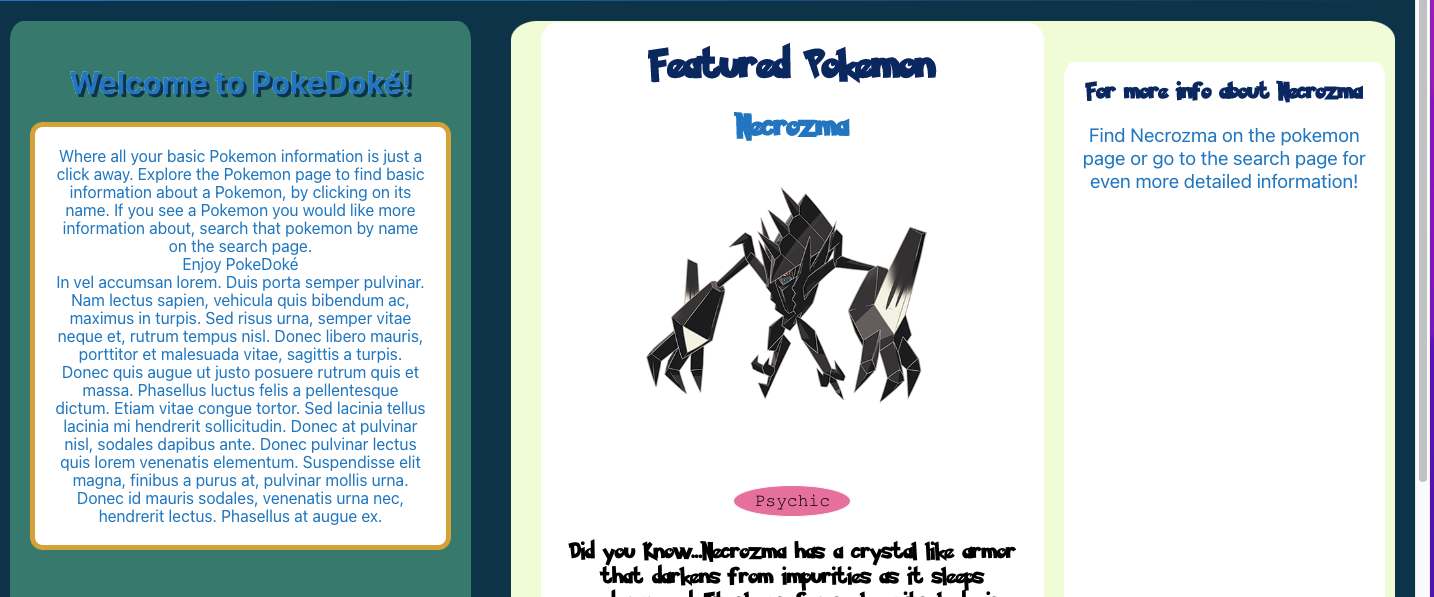 Welcome to PokeDoké!
Where all your basic Pokemon information is just a
click away. Explore the Pokemon page to find basic
information about a Pokemon, by clicking on its
name. If you see a Pokemon you would like more
information about, search that pokemon by name
on the search page.
Enjoy PokeDoké
In vel accumsan lorem. Duis porta semper pulvinar.
Nam lectus sapien, vehicula quis bibendum ac,
maximus in turpis. Sed risus urna, semper vitae
neque et, rutrum tempus nisl. Donec libero mauris,
porttitor et malesuada vitae, sagittis a turpis.
Donec quis augue ut justo posuere rutrum quis et
massa. Phasellus luctus felis a pellentesque
dictum. Etiam vitae congue tortor. Sed lacinia tellus
lacinia mi hendrerit sollicitudin. Donec at pulvinar
nisl, sodales dapibus ante. Donec pulvinar lectus
quis lorem venenatis elementum. Suspendisse elit
magna, finibus a purus at, pulvinar mollis urna.
Donec id mauris sodales, venenatis urna nec,
hendrerit lectus. Phasellus at augue ex.
Featured Pokemon
Necrozma
Psychic
Did you Know...Necrozma has a crystal like armor
that darkens from impurities as it sleeps
For more info about Necrozma
Find Necrozma on the pokemon
page or go to the search page for
even more detailed information!